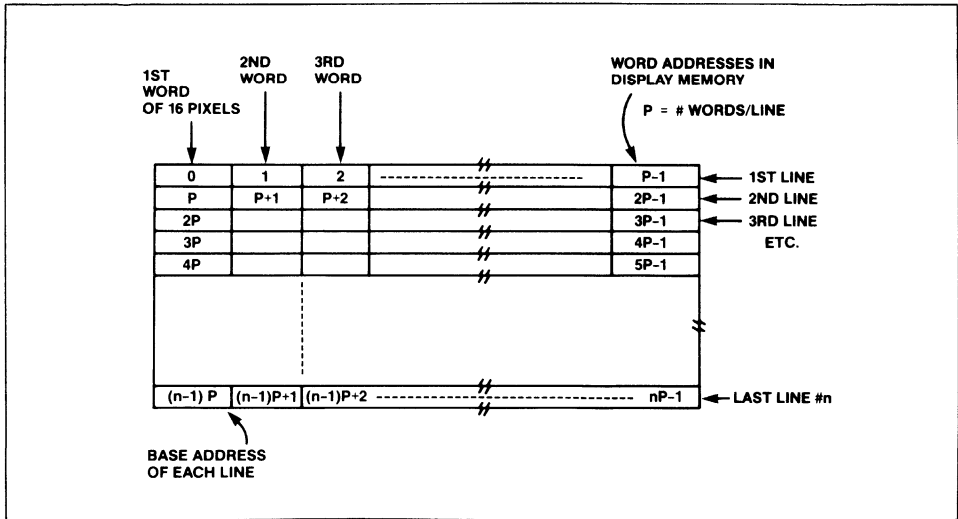 1ST
WORD
OF 16 PIXELS
2ND
WORD
3RD
WORD
WORD ADDRESSES IN
DISPLAY MEMORY
P = # WORDS/LINE
0 1 2 P-1 1ST LINE
P P+1 P+2 2P-1 2ND LINE
2P 3P-1 3RD LINE
3P 4P-1 ETC.
4P 5P-1
(n-1) P (n-1)P+1 (n-1)P+2 nP-1 LAST LINE #n
BASE ADDRESS
OF EACH LINE